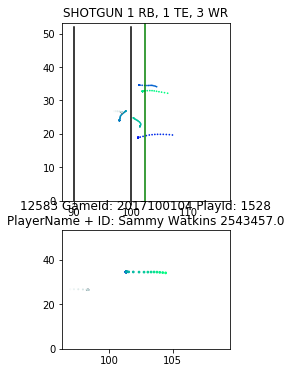 SHOTGUN 1 RB, 1 TE, 3 WR
50
40
30
20
10
0
90 100 110
12583 GameId: 2017100104 PlayId: 1528
PlayerName + ID: Sammy Watkins 2543457.0
40
20
0
100 105